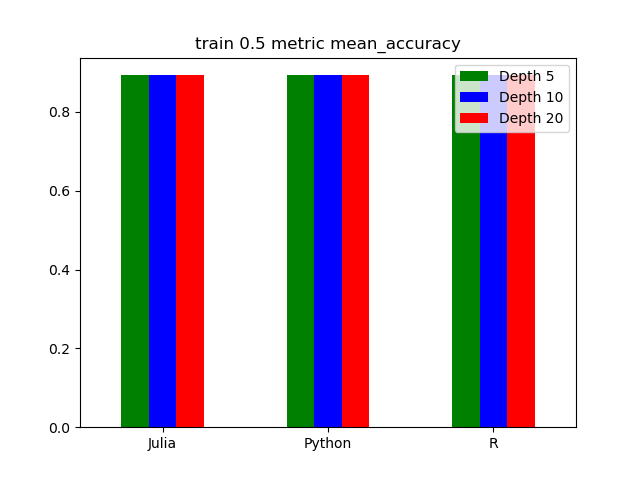 train 0.5 metric mean_accuracy
Depth 5
Depth 10
Depth 20
0.8
0.6
0.4
0.2
0.0
Julia Python R